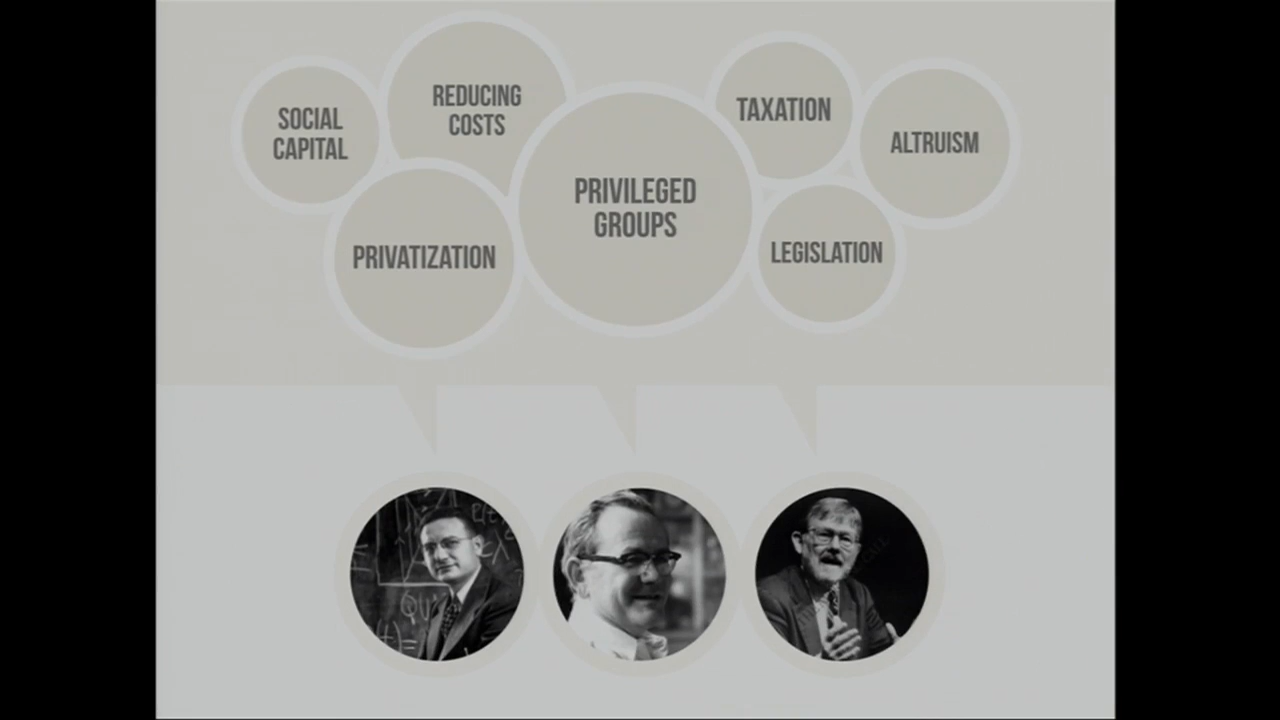 SOCIAL
CAPITAL
REDUCING
COSTS
PRIVATIZATION
PRIVILEGED
GROUPS
TAXATION
ALTRUISM
LEGISLATION